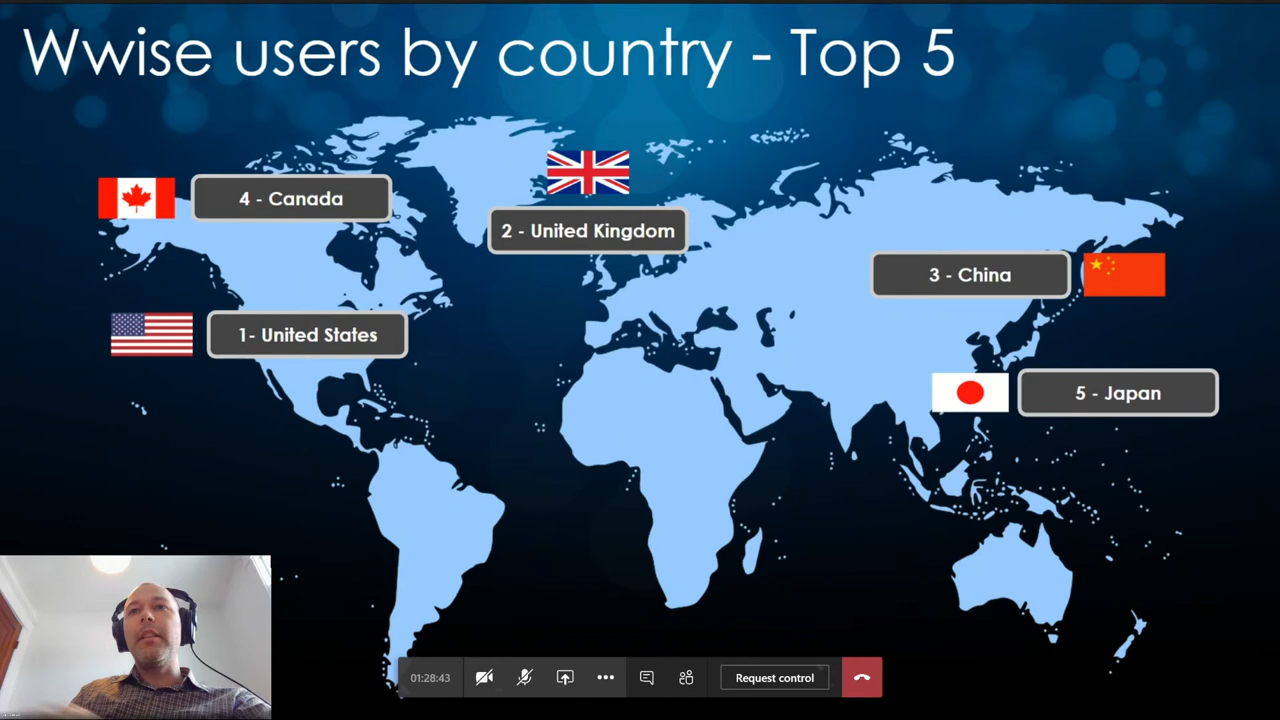 Wwise users by country - Top 5
4 - Canada
2 - United Kingdom
3 - China
1- United States
5 - Japan
01:28:43
Request control